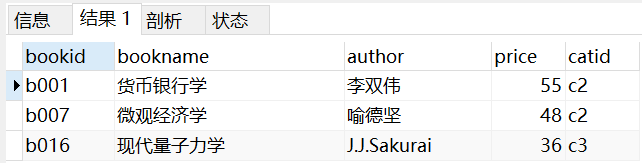 信息 结果 1 剖析 状态
bookid bookname author price catid
b001 货币银行学 李双伟 55 c2
b007 微观经济学 喻德坚 48 c2
b016 现代量子力学 J.J.Sakurai 36 c3